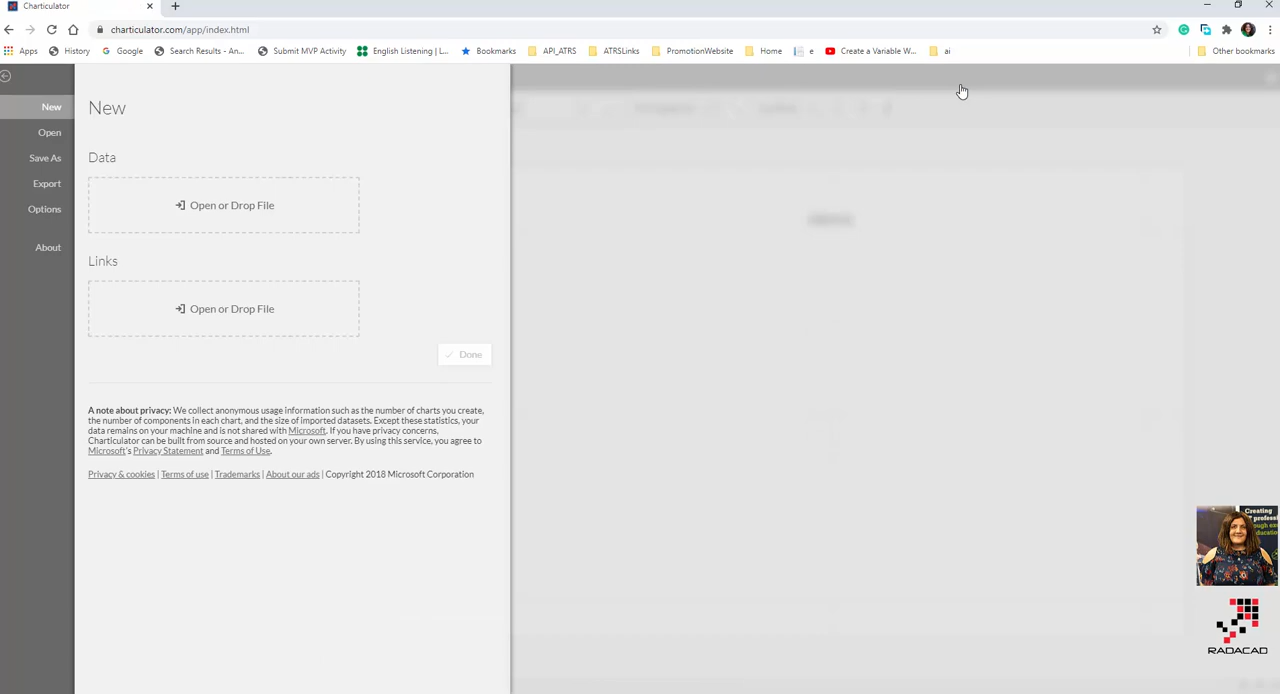 Charticulator
charticulator.com/app/index.html
Apps
History
Google
Search Results - An...
Submit MVP Activity
English Listening | L...
Bookmarks
API_ATRS
ATRSLinks
PromotionWebsite
Home
e
Create a Variable W...
ai
Other bookmarks
New
Open
Save As
Export
Options
About
New
Data
Open or Drop File
Links
Open or Drop File
Done
A note about privacy: We collect anonymous usage information such as the number of charts you create,
the number of components in each chart, and the size of imported datasets. Except these statistics, your
data remains on your machine and is not shared with Microsoft. If you have privacy concerns,
Charticulator can be built from source and hosted on your own server. By using this service, you agree to
Microsoft's Privacy Statement and Terms of Use.
Privacy & cookies | Terms of use | Trademarks | About our ads | Copyright 2018 Microsoft Corporation
Creating
RADACAD